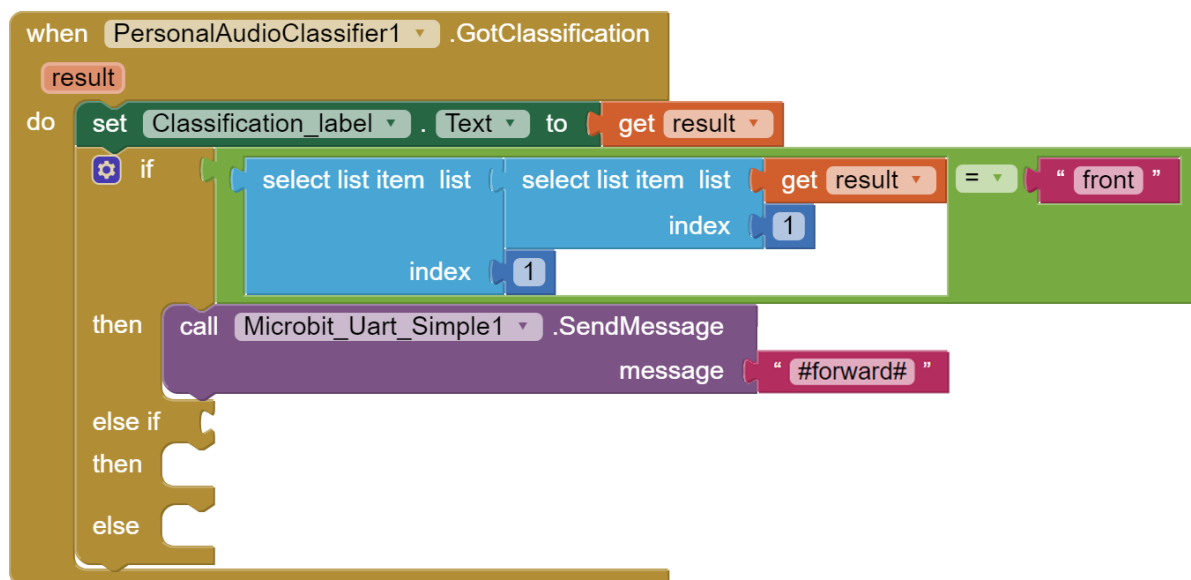 when PersonalAudioClassifier1 .GotClassification
result
do set Classification_label . Text to get result
if select list item list select list item list get result = " front "
index 1
index 1
then call Microbit_Uart_Simple1 .SendMessage
message " #forward# "
else if
then
else